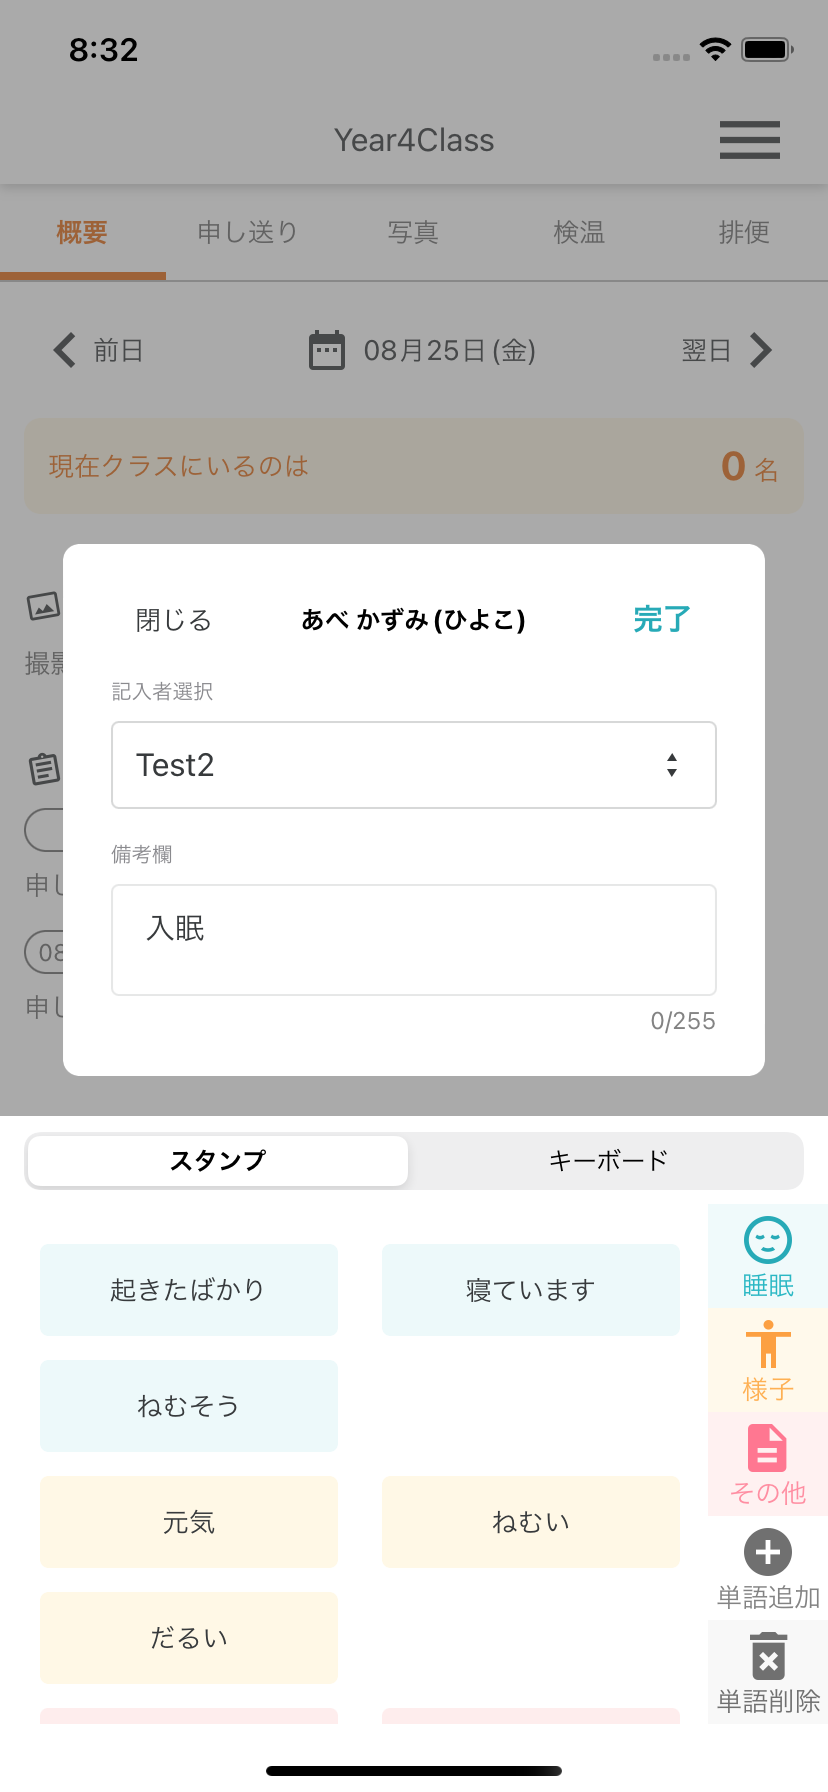 8:32
Year4Class
概要 申し送り 写真 検温 排便
前日 08月25日(金) 翌日
現在クラスにいるのは 0 名
撮影
閉じる あべ かずみ(ひよこ) 完了
記入者選択
Test2
備考欄
申し
入眠
08
申し
0/255
スタンプ キーボード
起きたばかり 寝ています
睡眠
ねむそう
様子
元気 ねむい
その他
だるい
単語追加
単語削除